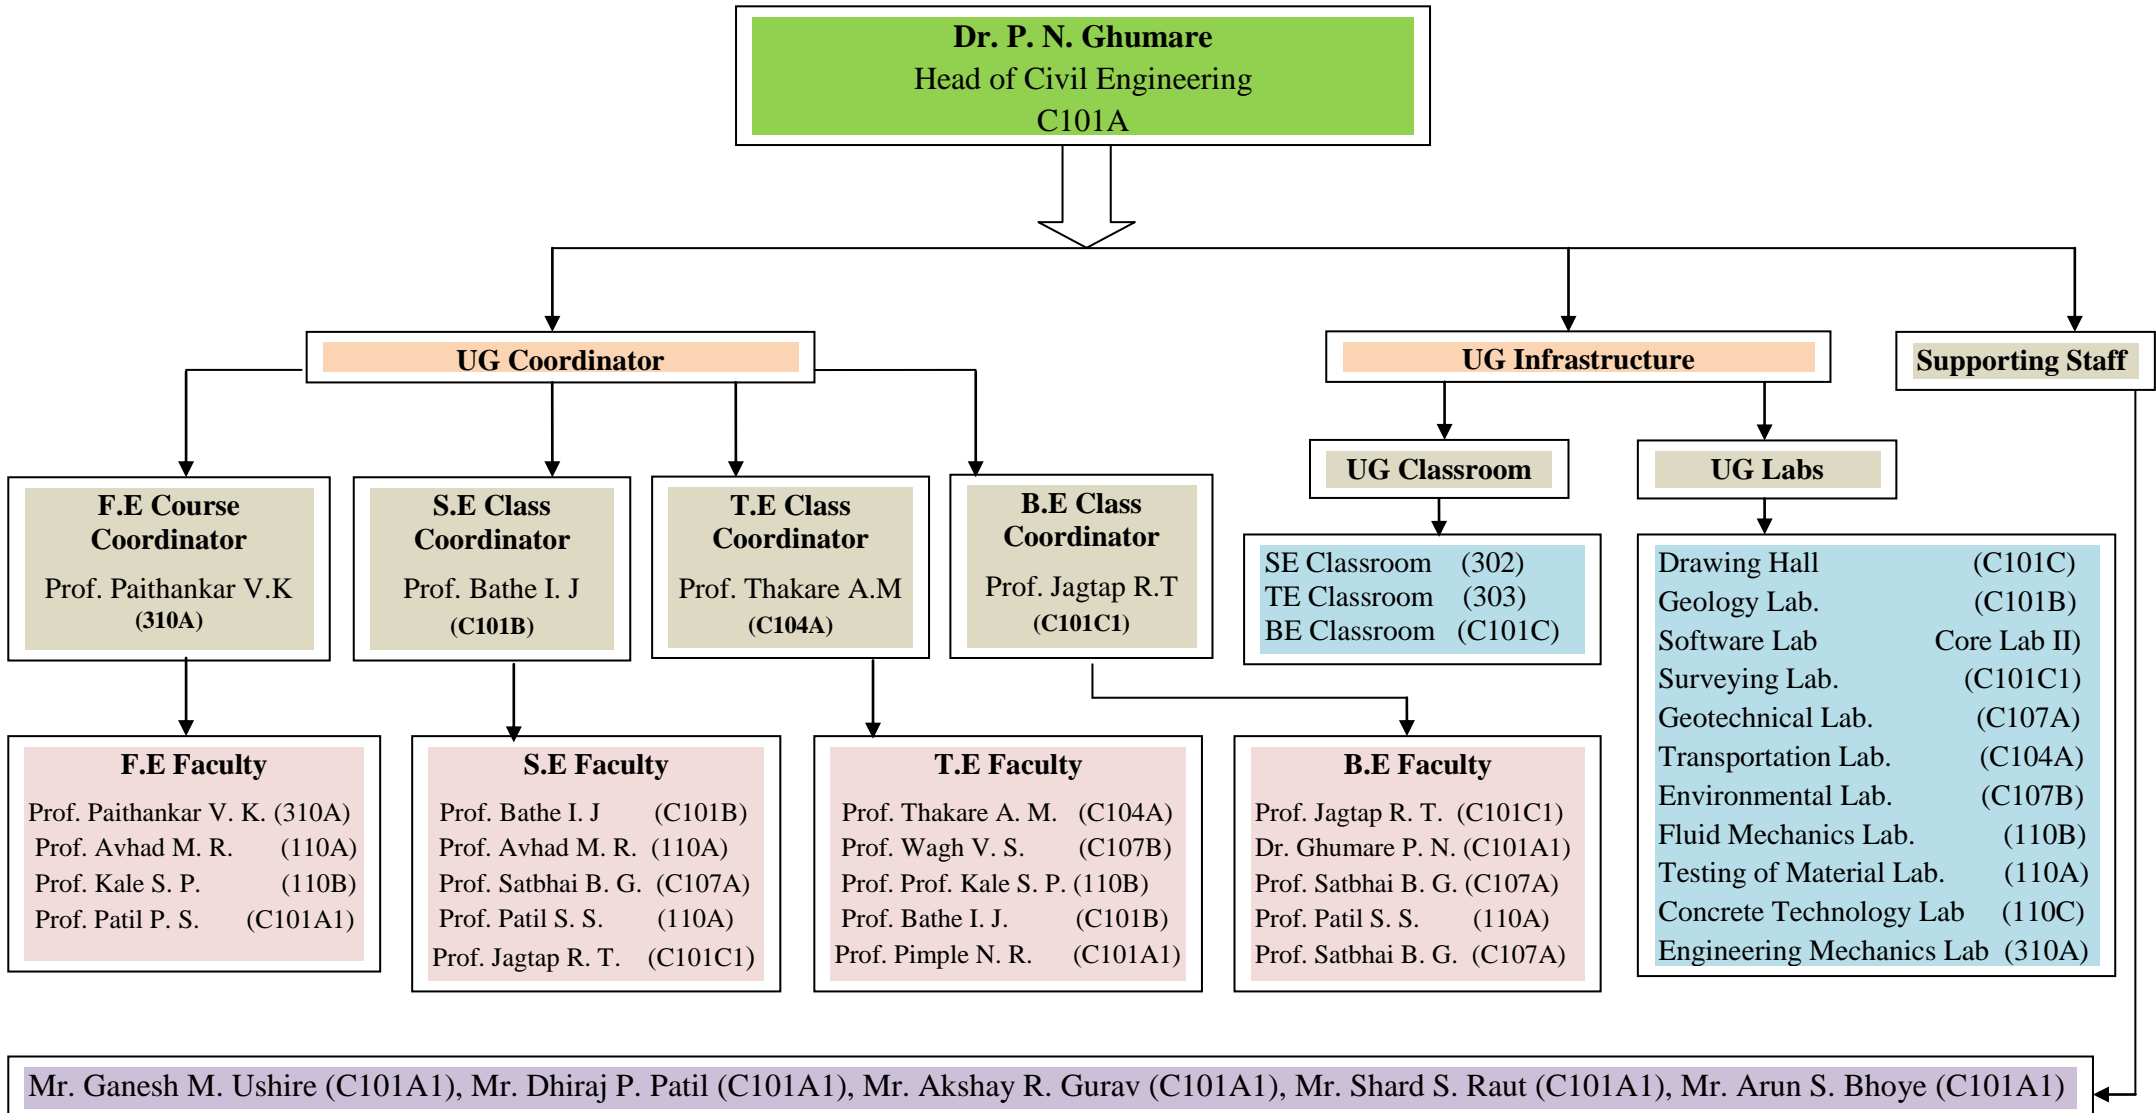 Dr. P. N. Ghumare
Head of Civil Engineering
C101A
UG Coordinator
UG Infrastructure
Supporting Staff
UG Classroom
UG Labs
F.E Course
Coordinator
Prof. Paithankar V.K
(310A)
S.E Class
Coordinator
Prof. Bathe I. J
(C101B)
T.E Class
Coordinator
Prof. Thakare A.M
(C104A)
B.E Class
Coordinator
Prof. Jagtap R.T
(C101C1)
SE Classroom (302)
TE Classroom (303)
BE Classroom (C101C)
Drawing Hall (C101C)
Geology Lab. (C101B)
Software Lab Core Lab II)
Surveying Lab. (C101C1)
Geotechnical Lab. (C107A)
Transportation Lab. (C104A)
Environmental Lab. (C107B)
Fluid Mechanics Lab. (110B)
Testing of Material Lab. (110A)
Concrete Technology Lab (110C)
Engineering Mechanics Lab (310A)
F.E Faculty
Prof. Paithankar V. K. (310A)
Prof. Avhad M. R. (110A)
Prof. Kale S. P. (110B)
Prof. Patil P. S. (C101A1)
S.E Faculty
Prof. Bathe I. J (C101B)
Prof. Avhad M. R. (110A)
Prof. Satbhai B. G. (C107A)
Prof. Patil S. S. (110A)
Prof. Jagtap R. T. (C101C1)
T.E Faculty
Prof. Thakare A. M. (C104A)
Prof. Wagh V. S. (C107B)
Prof. Prof. Kale S. P. (110B)
Prof. Bathe I. J. (C101B)
Prof. Pimple N. R. (C101A1)
B.E Faculty
Prof. Jagtap R. T. (C101C1)
Dr. Ghumare P. N. (C101A1)
Prof. Satbhai B. G. (C107A)
Prof. Patil S. S. (110A)
Prof. Satbhai B. G. (C107A)
Mr. Ganesh M. Ushire (C101A1), Mr. Dhiraj P. Patil (C101A1), Mr. Akshay R. Gurav (C101A1), Mr. Shard S. Raut (C101A1), Mr. Arun S. Bhoye (C101A1)